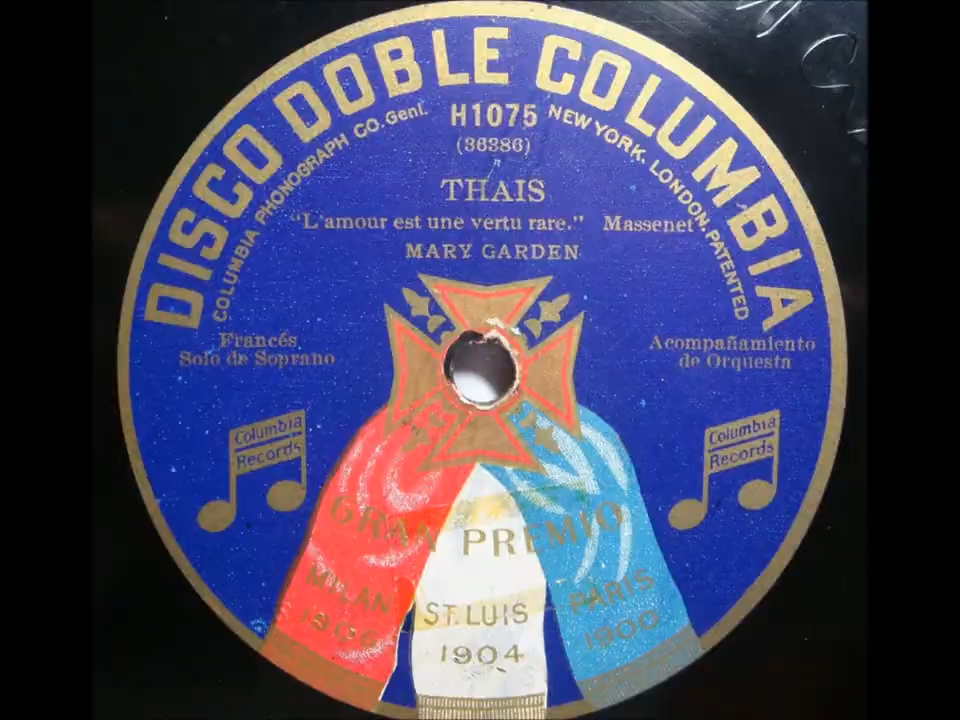 DISCO DOBLE COLUMBIA
COLUMBIA PHONOGRAPH CO. Genl. NEW YORK. LONDON. PATENTED
H1075
(36386)
THAIS
"L'amour est une vertu rare." Massenet
MARY GARDEN
Francés
Solo de Soprano
Acompañamiento
de Orquesta
Columbia
Records
Columbia
Records
GRAN PREMIO
MILAN
1906
ST. LUIS
1904
PARIS
1900